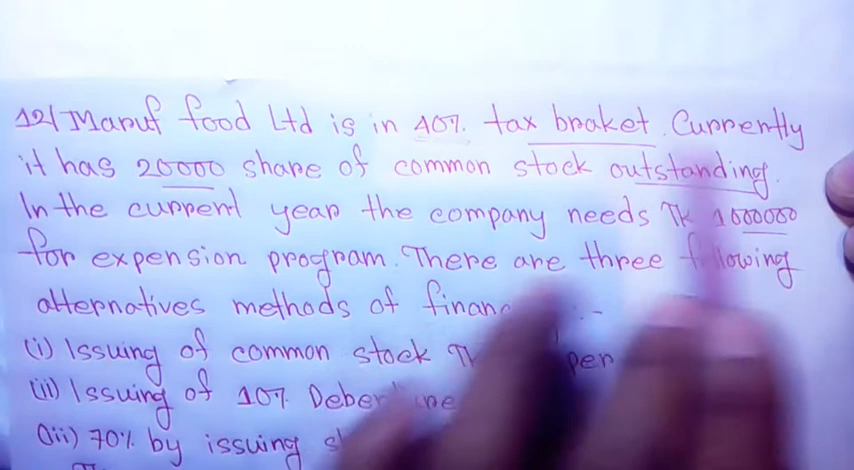 12/ Maruf food Ltd is in 40% tax braket. Currently
it has 20000 share of common stock outstanding.
In the current year the company needs Tk 1000000
for expension program. There are three following
alternatives methods of
(i) Issuing of common stock per
(ii) Issuing of 10%
(iii) 70% by issuing